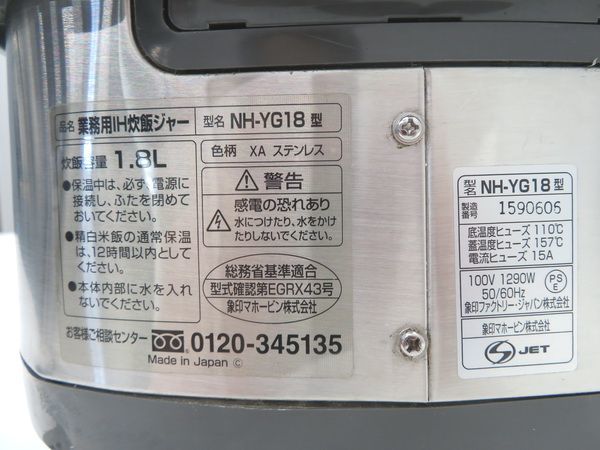 品名 業務用IH炊飯ジャー 型名 NH-YG18 型
炊飯容量 1.8L
色柄 XA ステンレス
●保温中は、必ず、電源に
接続し、ふたを閉めて
おいてください。
●精白米飯の通常保温
は、12時間以内として
ください。
●本体内部に水を入れ
ないでください。
警告
感電の恐れあり
水につけたり、水をかけ
たりしないでください。
総務省基準適合
型式確認第EGRX43号
象印マホービン株式会社
お客様ご相談センター 0120-345135
Made in Japan ©
型名 NH-YG18 型
製造番号 1590606
底温度ヒューズ 110℃
蓋温度ヒューズ 157℃
電流ヒューズ 15A
100V 1290W
50/60Hz
PSE
象印ファクトリー・ジャパン株式会社
象印マホービン株式会社
JET